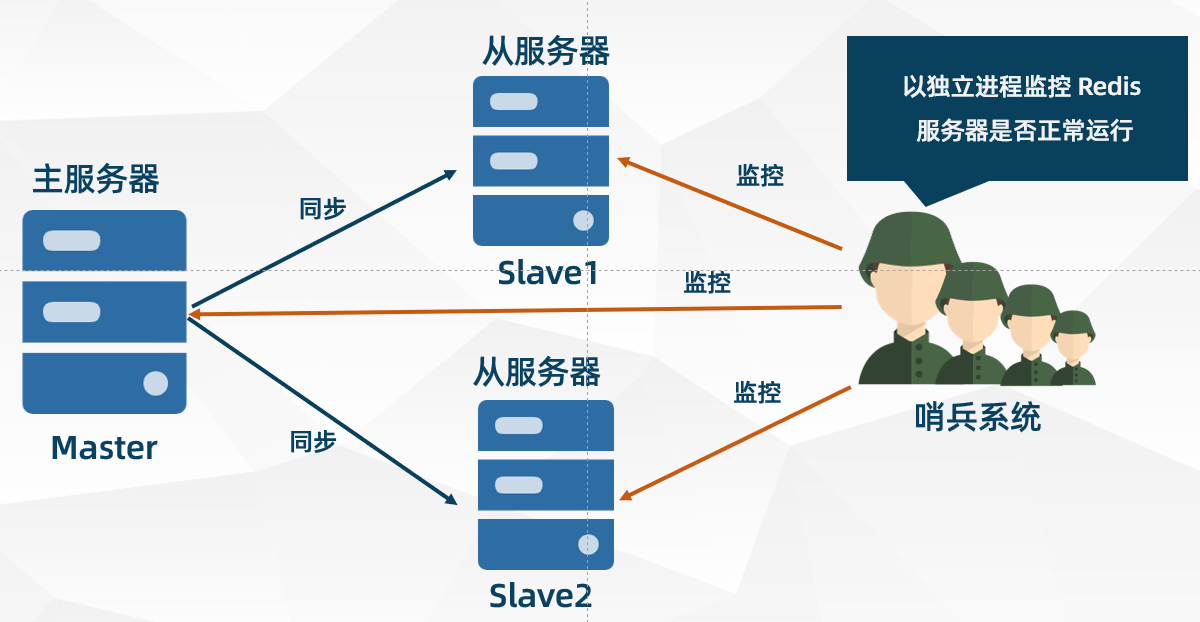 从服务器
以独立进程监控 Redis
服务器是否正常运行
主服务器
同步
监控
Slave1
监控
从服务器
监控
哨兵系统
Master
同步
Slave2